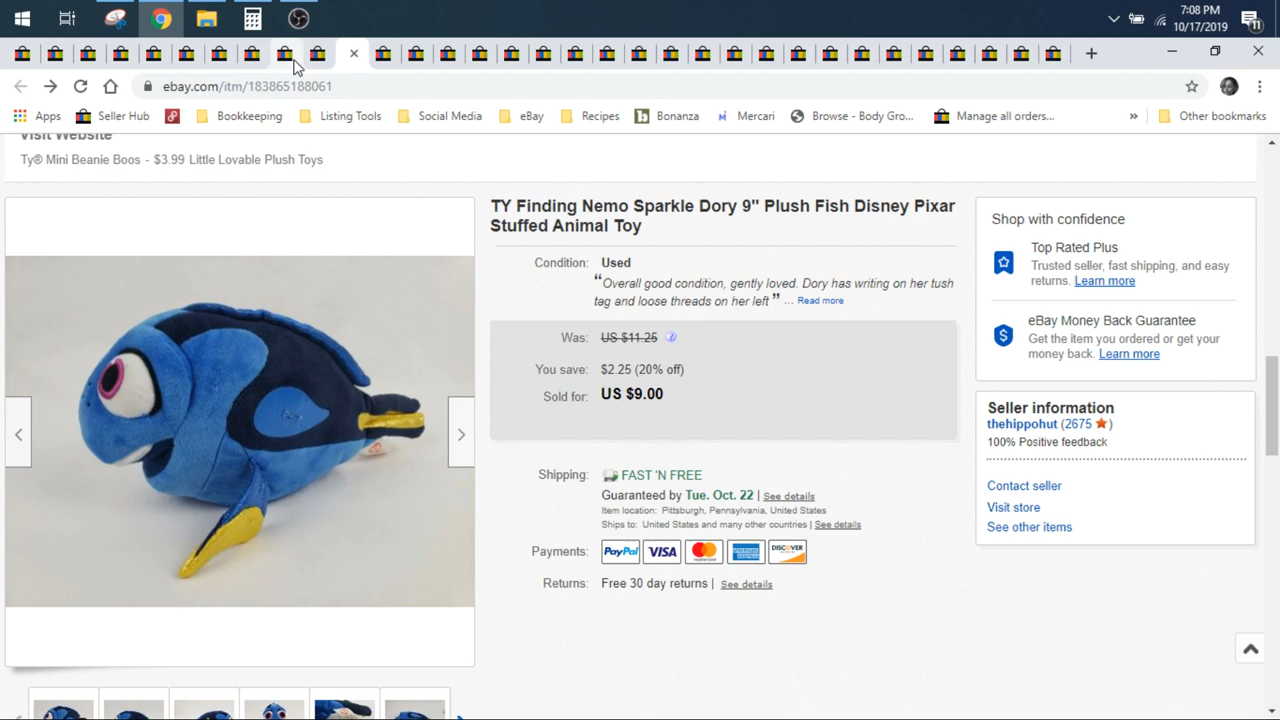 7:08 PM
10/17/2019
11
ebay.com/itm/183865188061
Apps
Seller Hub
Bookkeeping
Listing Tools
Social Media
eBay
Recipes
Bonanza
Mercari
Browse - Body Gro...
Manage all orders...
»
Other bookmarks
Visit Website
Ty® Mini Beanie Boos - $3.99 Little Lovable Plush Toys
TY Finding Nemo Sparkle Dory 9" Plush Fish Disney Pixar
Stuffed Animal Toy
Condition: Used
“Overall good condition, gently loved. Dory has writing on her tush
tag and loose threads on her left ” ... Read more
Was: US $11.25
You save: $2.25 (20% off)
Sold for: US $9.00
Shipping: FAST 'N FREE
Guaranteed by Tue. Oct. 22 | See details
Item location: Pittsburgh, Pennsylvania, United States
Ships to: United States and many other countries | See details
Payments: PayPal VISA MasterCard AMERICAN EXPRESS DISCOVER
Returns: Free 30 day returns | See details
Shop with confidence
Top Rated Plus
Trusted seller, fast shipping, and easy
returns. Learn more
eBay Money Back Guarantee
Get the item you ordered or get your
money back. Learn more
Seller information
thehippohut (2675 )
100% Positive feedback
Contact seller
Visit store
See other items